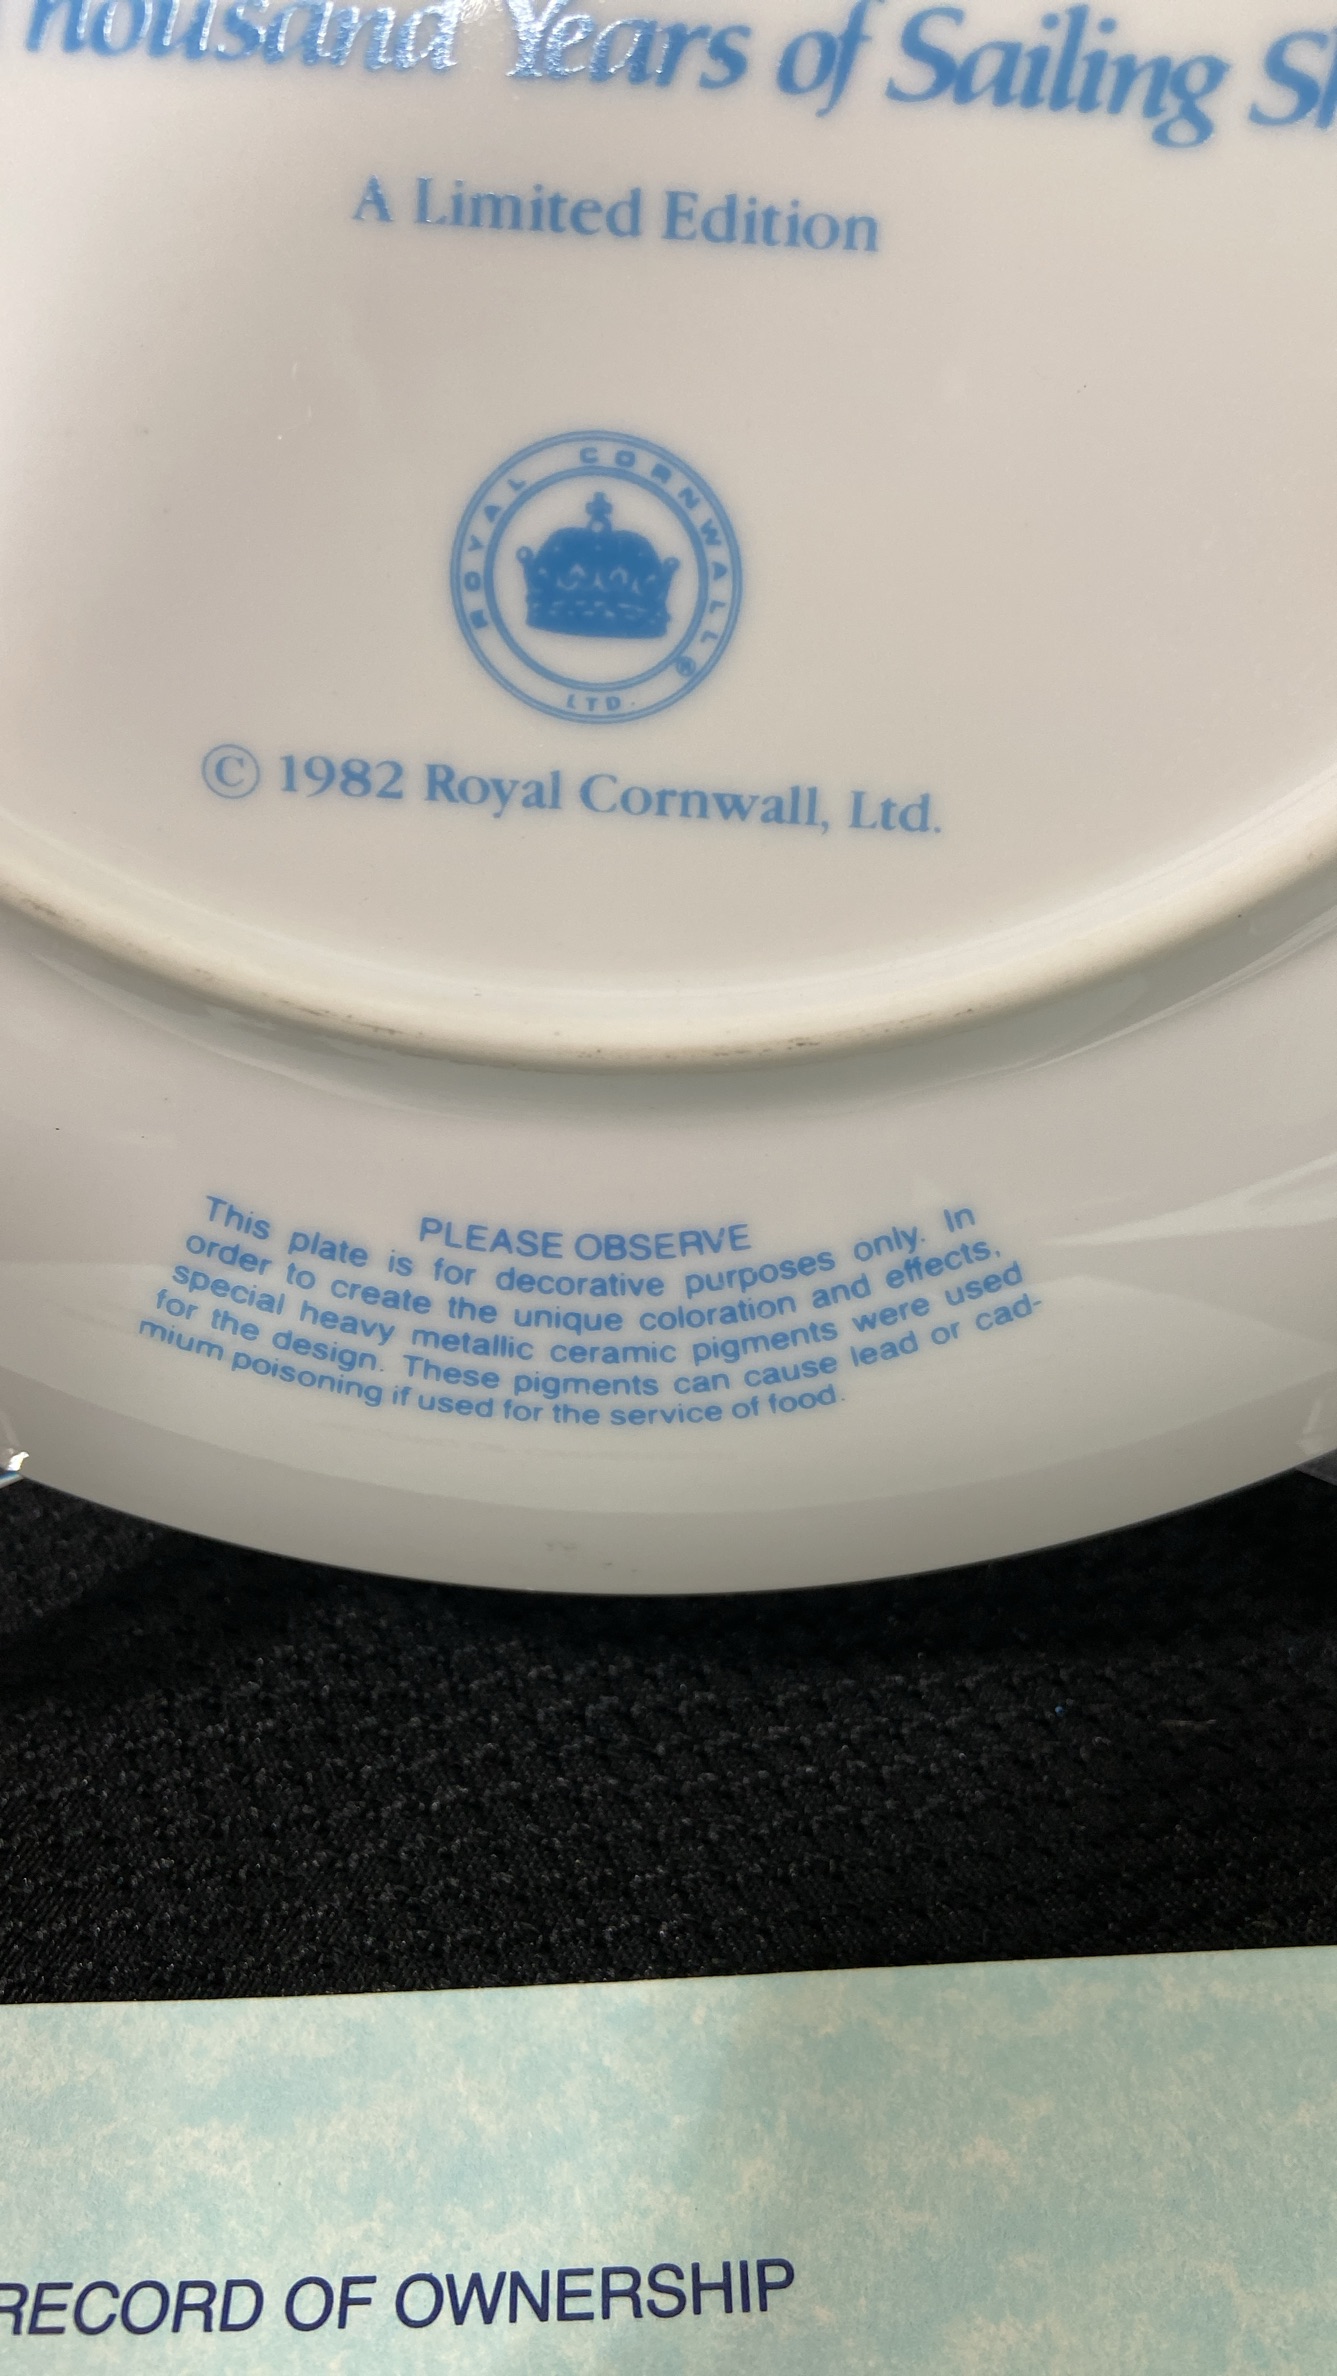 housand Years of Sailing Sh
A Limited Edition
ROYAL CORNWALL®
LTD.
© 1982 Royal Cornwall, Ltd.
PLEASE OBSERVE
This plate is for decorative purposes only. In
order to create the unique coloration and effects,
special heavy metallic ceramic pigments were used
for the design. These pigments can cause lead or cad-
mium poisoning if used for the service of food.
RECORD OF OWNERSHIP